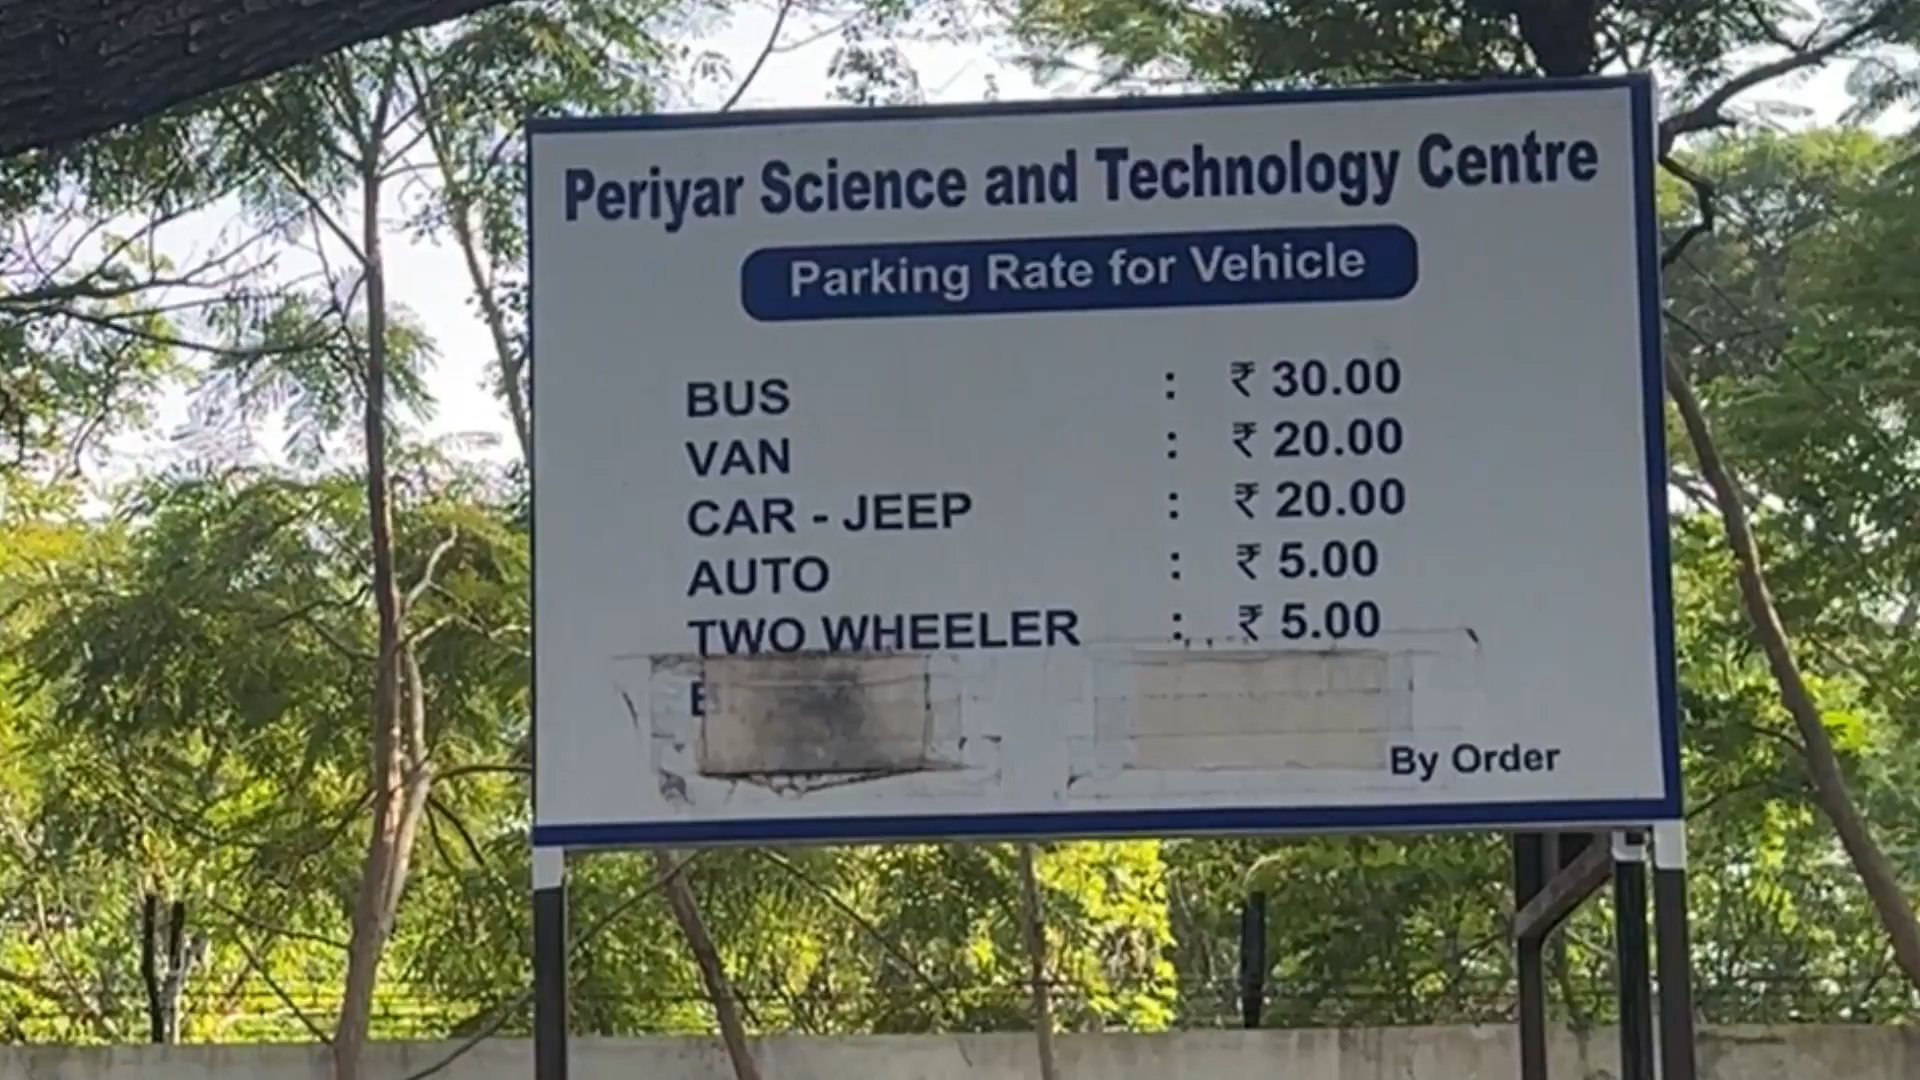 Periyar Science and Technology Centre
Parking Rate for Vehicle
BUS : ₹ 30.00
VAN : ₹ 20.00
CAR - JEEP : ₹ 20.00
AUTO : ₹ 5.00
TWO WHEELER : ₹ 5.00
By Order